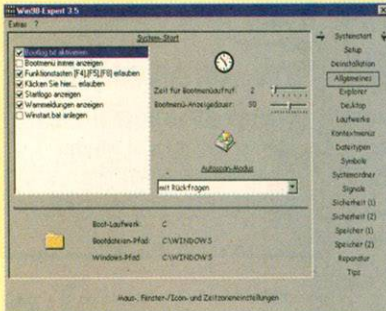 Win98-Expert 3.5
Extras ?
System-Start
Bootlog.txt aktivieren
Bootmenü immer anzeigen
Funktionstasten [F4],[F5],[F8] erlauben
Klicken Sie hier... erlauben
Startlogo anzeigen
Warnmeldungen anzeigen
Winstart.bat anlegen
Zeit für Bootmenüaufruf: 2
Bootmenü-Anzeigedauer: 30
Autoscan-Modus
mit Rückfragen
Boot-Laufwerk: C
Bootdateien-Pfad: C:\WINDOWS
Windows-Pfad: C:\WINDOWS
Systemstart
Setup
Deinstallation
Allgemeines
Explorer
Desktop
Laufwerke
Kontextmenüs
Dateitypen
Symbole
Systemordner
Signale
Sicherheit (1)
Sicherheit (2)
Speicher (1)
Speicher (2)
Reparatur
Tips
Maus-, Fenster-/Icon- und Zeitzoneneinstellungen